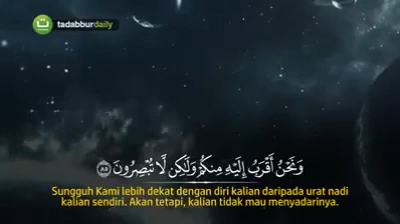 tadabburdaily
وَنَحْنُ أَقْرَبُ إِلَيْهِ مِنكُمْ وَلَٰكِن لَّا تُبْصِرُونَ ﴿٨٥﴾
Sungguh Kami lebih dekat dengan diri kalian daripada urat nadi
kalian sendiri. Akan tetapi, kalian tidak mau menyadarinya.